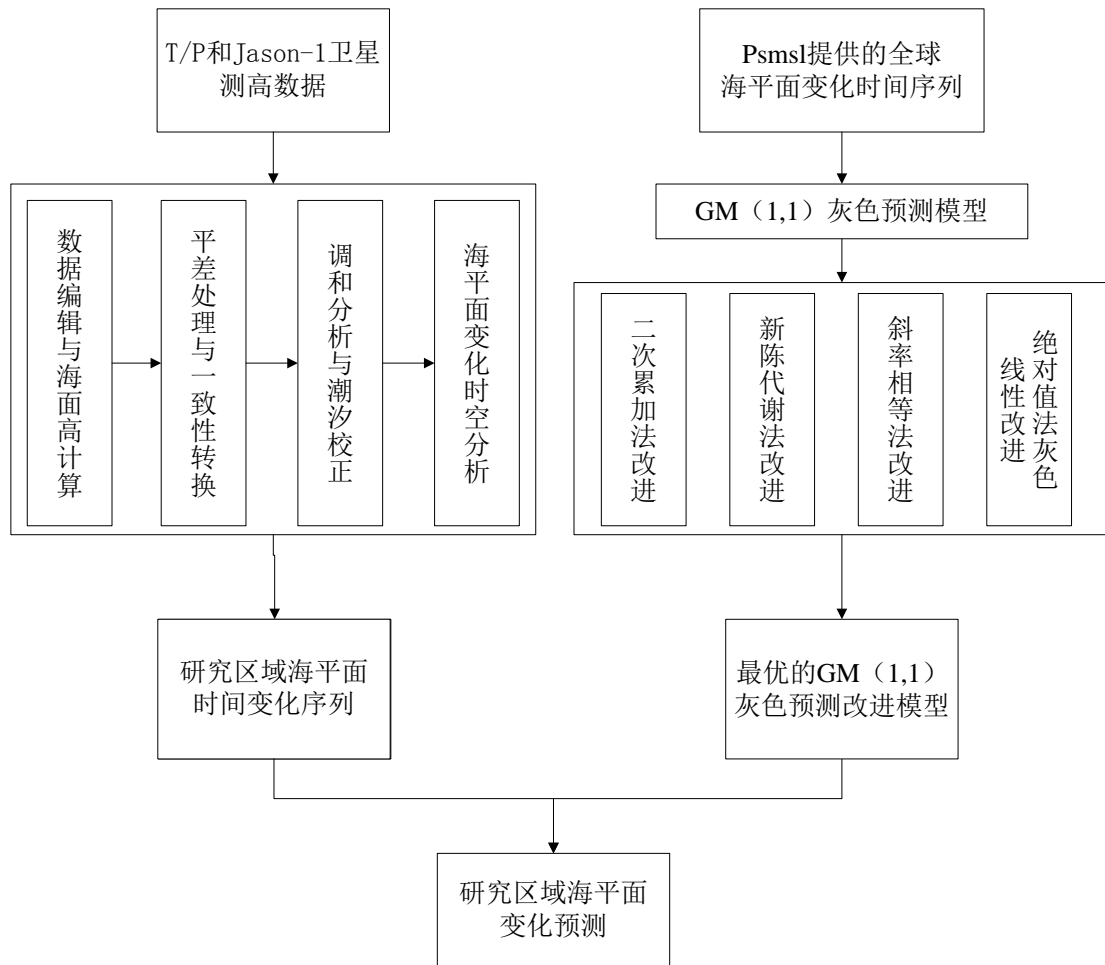 T/P和Jason-1卫星
测高数据
Psmsl提供的全球
海平面变化时间序列
GM（1,1）灰色预测模型
数据编辑与海面高计算
平差处理与一致性转换
调和分析与潮汐校正
海平面变化时空分析
二次累加法改进
新陈代谢法改进
斜率相等法改进
绝对值法灰色
线性改进
研究区域海平面
时间变化序列
最优的GM（1,1）
灰色预测改进模型
研究区域海平面
变化预测